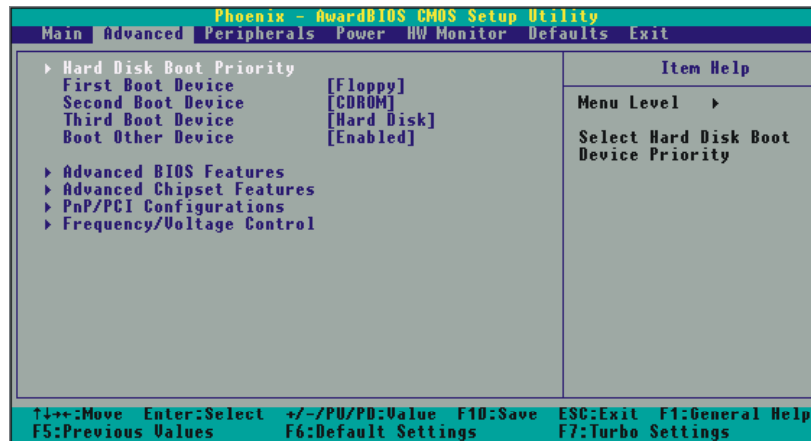 Phoenix - AwardBIOS CMOS Setup Utility
Main Advanced Peripherals Power HW Monitor Defaults Exit
▸ Hard Disk Boot Priority
First Boot Device [Floppy]
Second Boot Device [CDROM]
Third Boot Device [Hard Disk]
Boot Other Device [Enabled]
▸ Advanced BIOS Features
▸ Advanced Chipset Features
▸ PnP/PCI Configurations
▸ Frequency/Voltage Control
Item Help
Menu Level ▸
Select Hard Disk Boot
Device Priority
↑↓→←:Move Enter:Select +/-/PU/PD:Value F10:Save ESC:Exit F1:General Help
F5:Previous Values F6:Default Settings F7:Turbo Settings